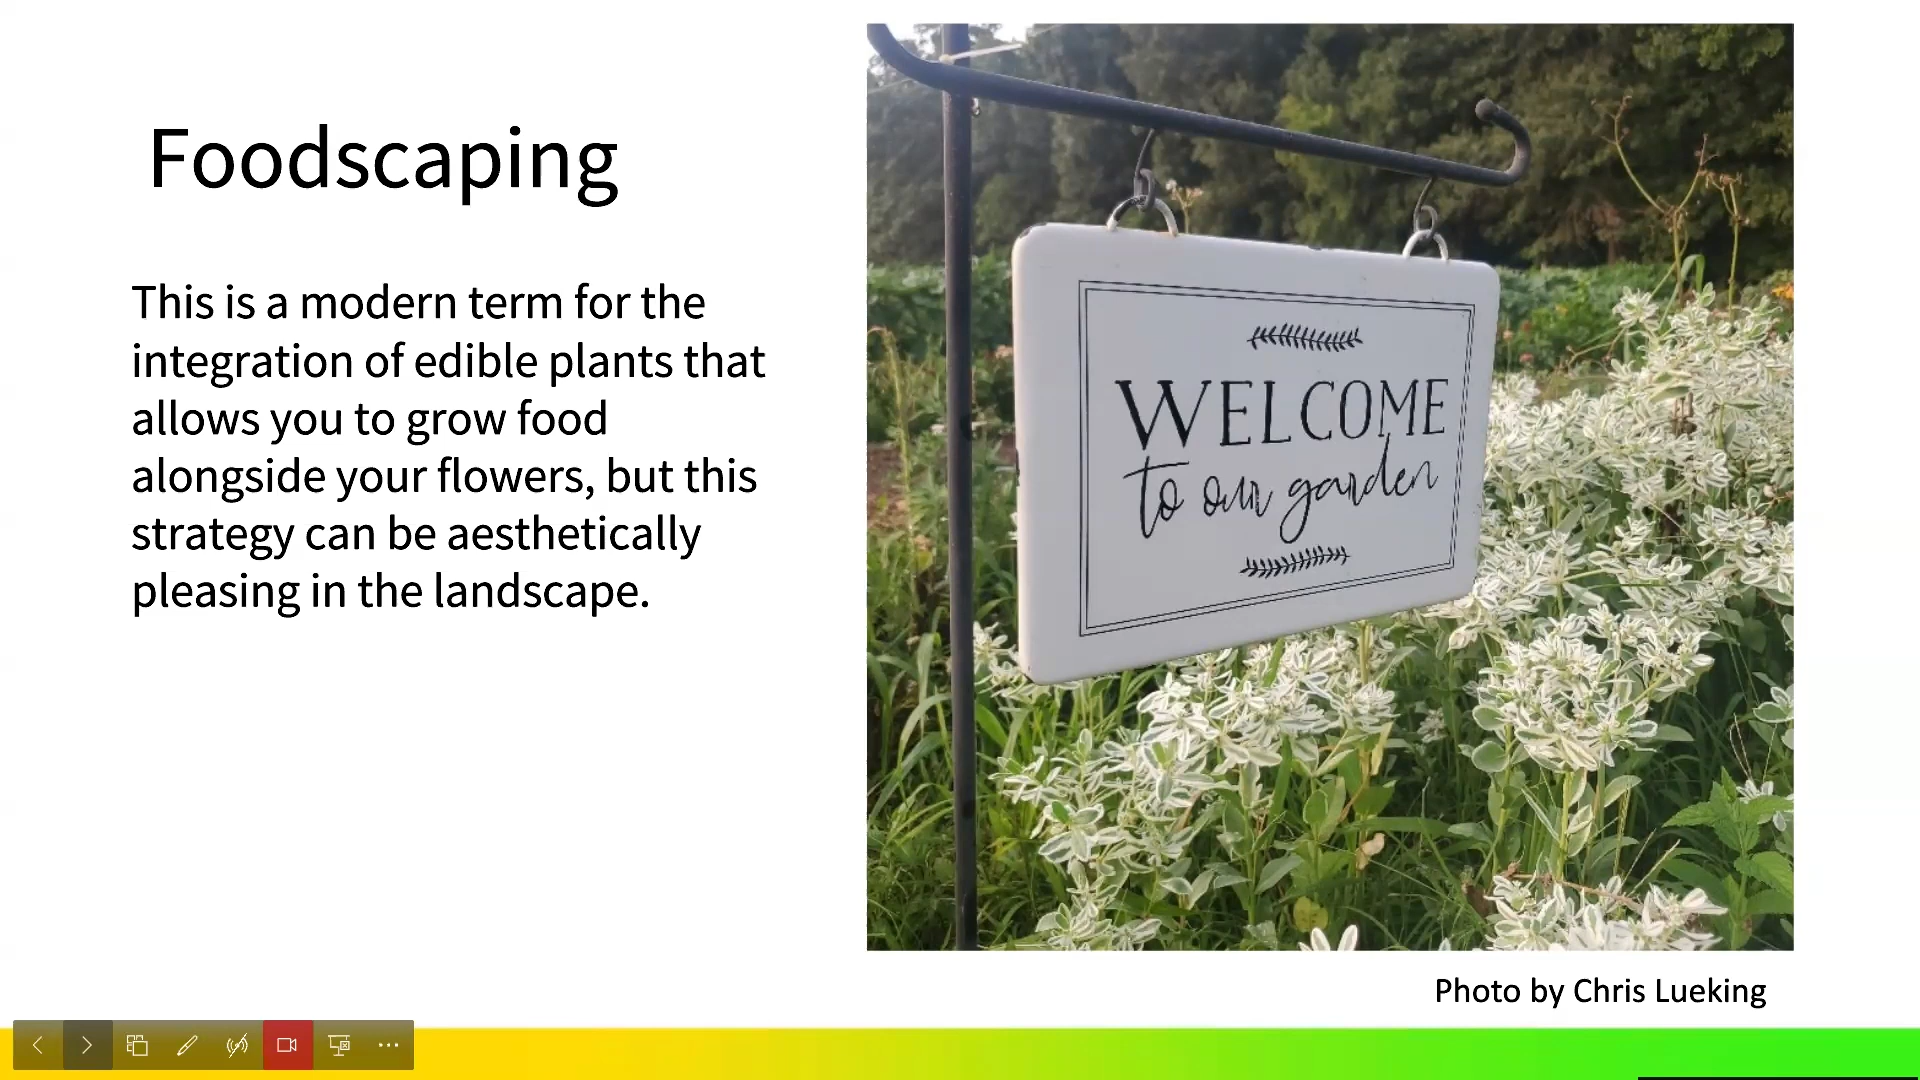 Foodscaping
This is a modern term for the
integration of edible plants that
allows you to grow food
alongside your flowers, but this
strategy can be aesthetically
pleasing in the landscape.
WELCOME
to our garden
Photo by Chris Lueking